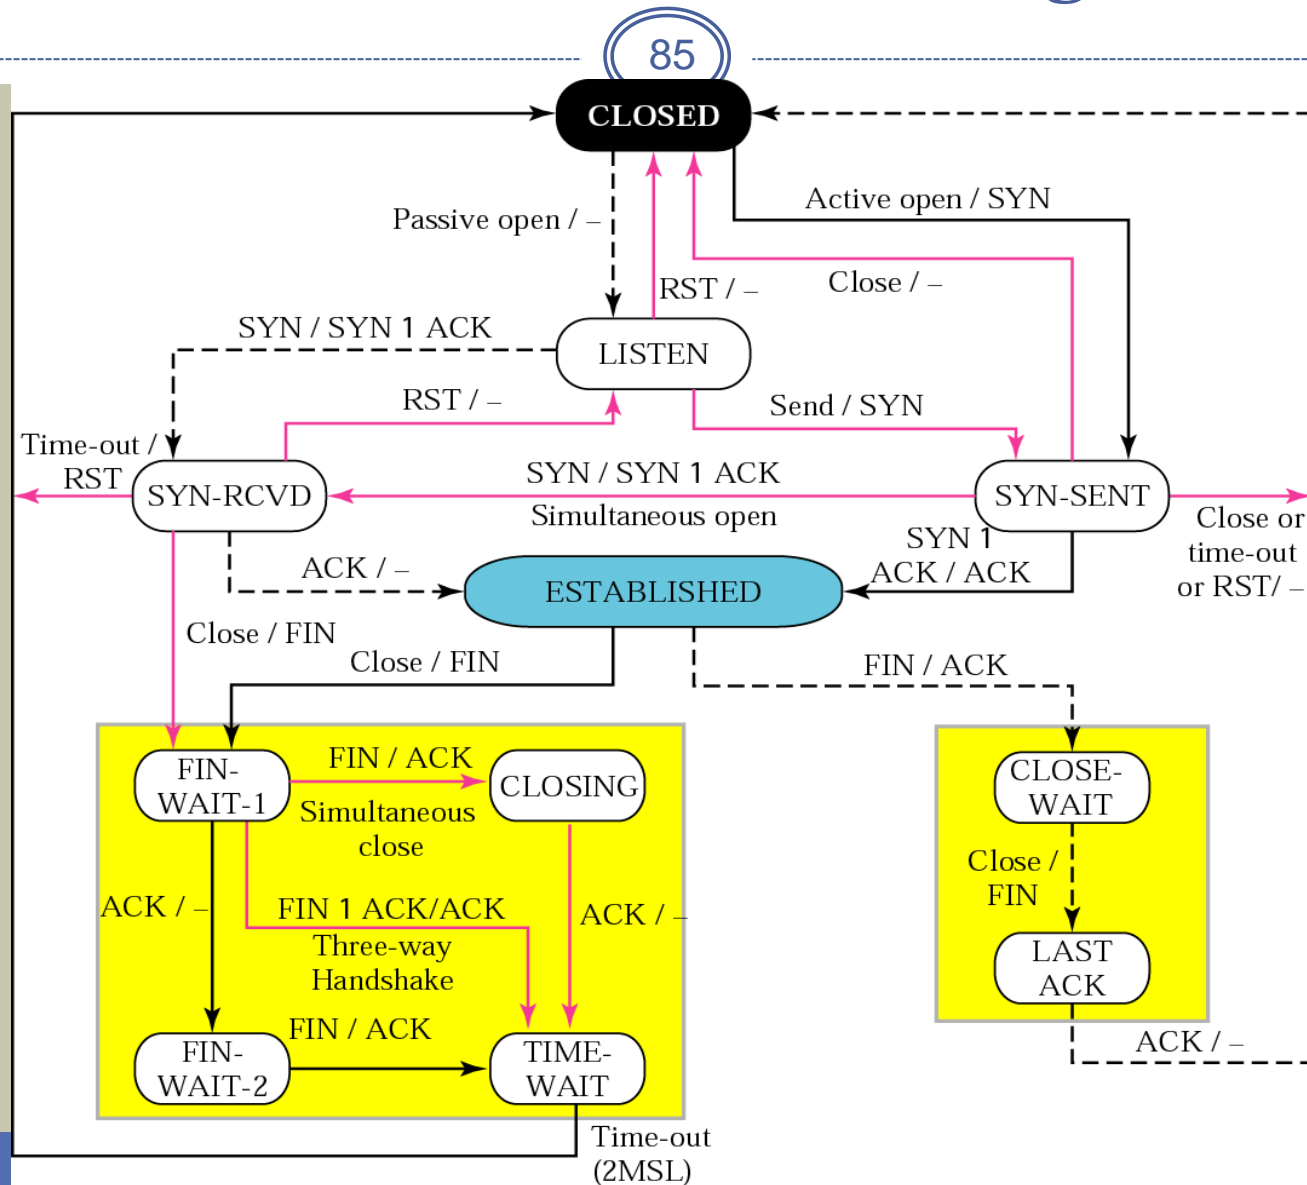 85
CLOSED
Active open / SYN
Passive open / –
RST / –
Close / –
SYN / SYN 1 ACK
LISTEN
RST / –
Send / SYN
Time-out /
RST
SYN-RCVD
SYN / SYN 1 ACK
Simultaneous open
SYN-SENT
Close or
time-out
or RST/ –
SYN 1
ACK / ACK
ACK / –
ESTABLISHED
Close / FIN
Close / FIN
FIN / ACK
FIN-
WAIT-1
FIN / ACK
Simultaneous
close
CLOSING
CLOSE-
WAIT
Close /
FIN
ACK / –
FIN 1 ACK/ACK
Three-way
Handshake
ACK / –
LAST
ACK
FIN-
WAIT-2
FIN / ACK
TIME-
WAIT
ACK / –
Time-out
(2MSL)